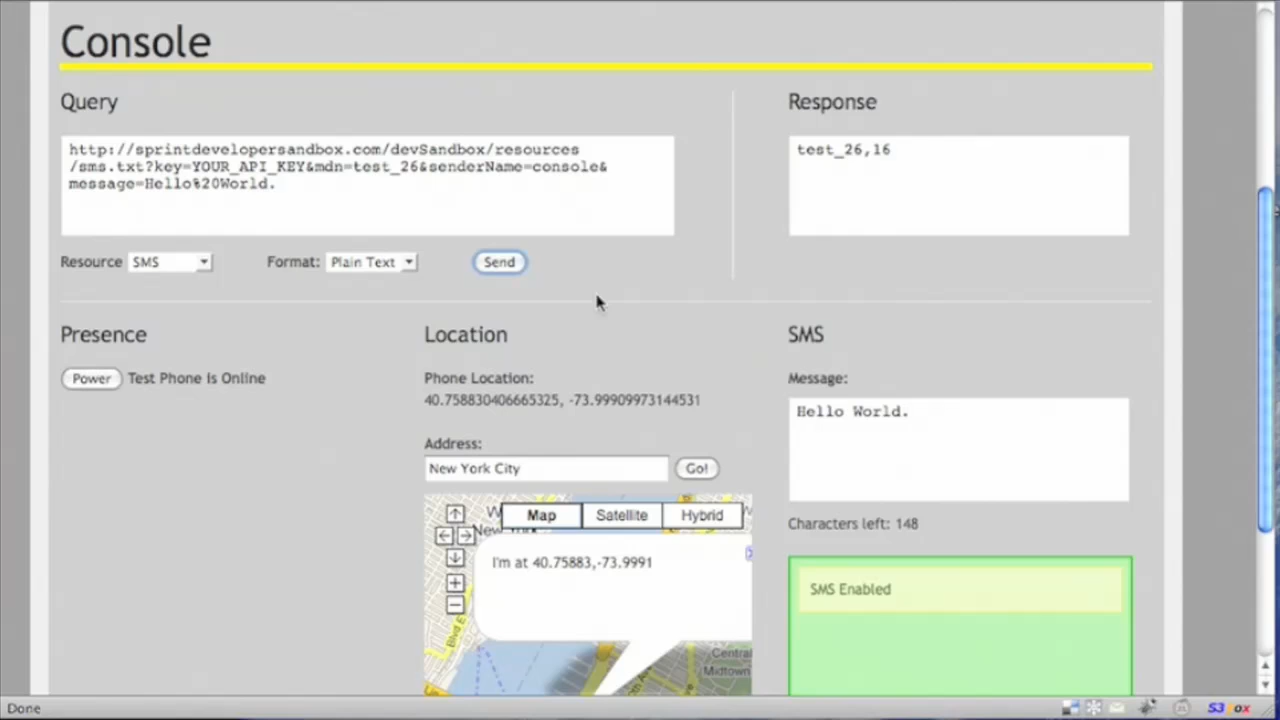 Console
Query
Response
http://sprintdevelopersandbox.com/devSandbox/resources
/sms.txt?key=YOUR_API_KEY&mdn=test_26&senderName=console&
message=Hello%20World.
test_26,16
Resource SMS Format: Plain Text Send
Presence
Location
SMS
Power Test Phone Is Online
Phone Location:
40.758830406665325, -73.99909973144531
Message:
Hello World.
Address:
New York City Go!
Characters left: 148
Map Satellite Hybrid
New York
I'm at 40.75883,-73.9991
SMS Enabled
Blvd E
Central
Midtown
Done